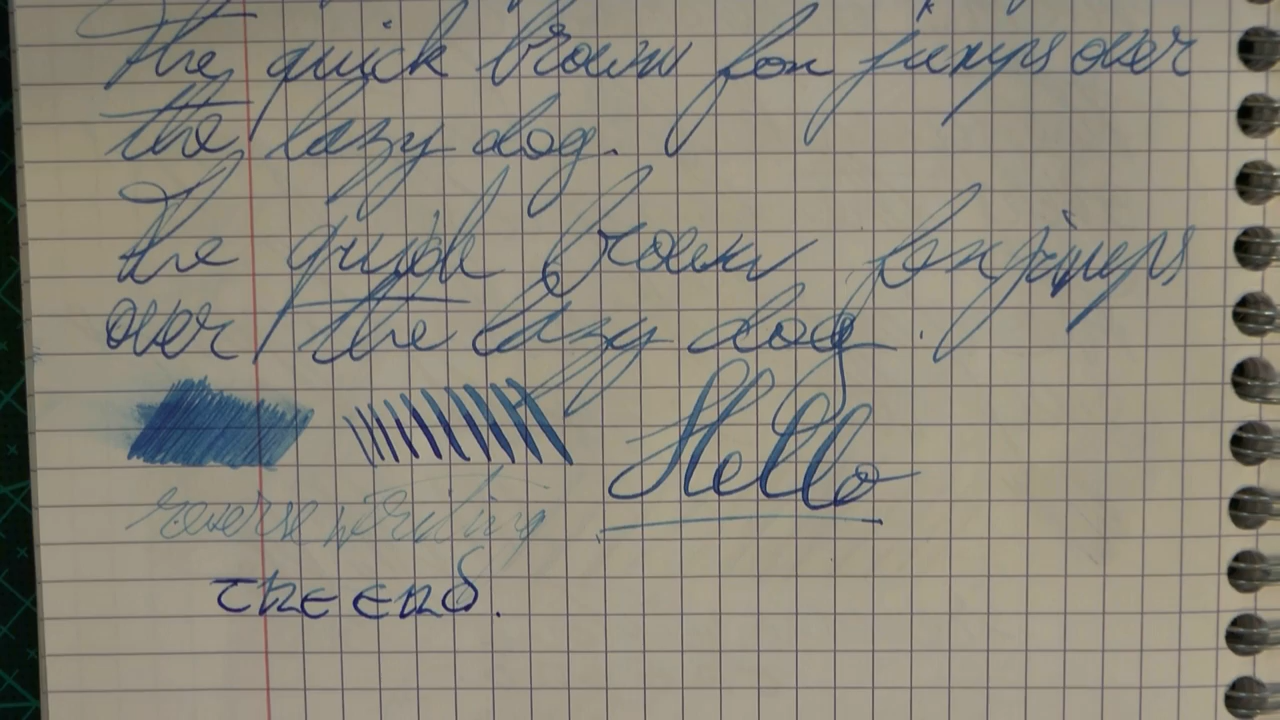 The quick brown fox jumps over
the lazy dog.
The quick brown fox jumps
over the lazy dog.
Hello
reverse writing
The end.